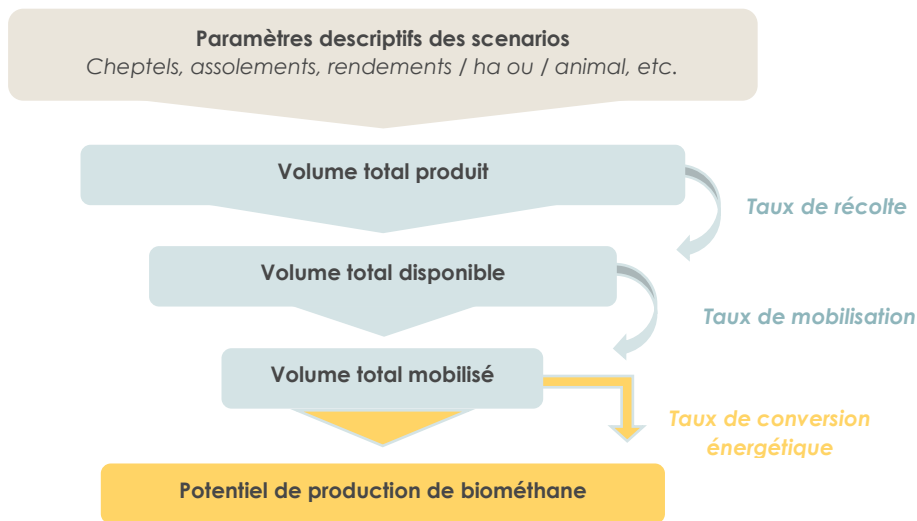 Paramètres descriptifs des scenarios
Cheptels, assolements, rendements / ha ou / animal, etc.
Volume total produit
Taux de récolte
Volume total disponible
Taux de mobilisation
Volume total mobilisé
Taux de conversion
énergétique
Potentiel de production de biométhane